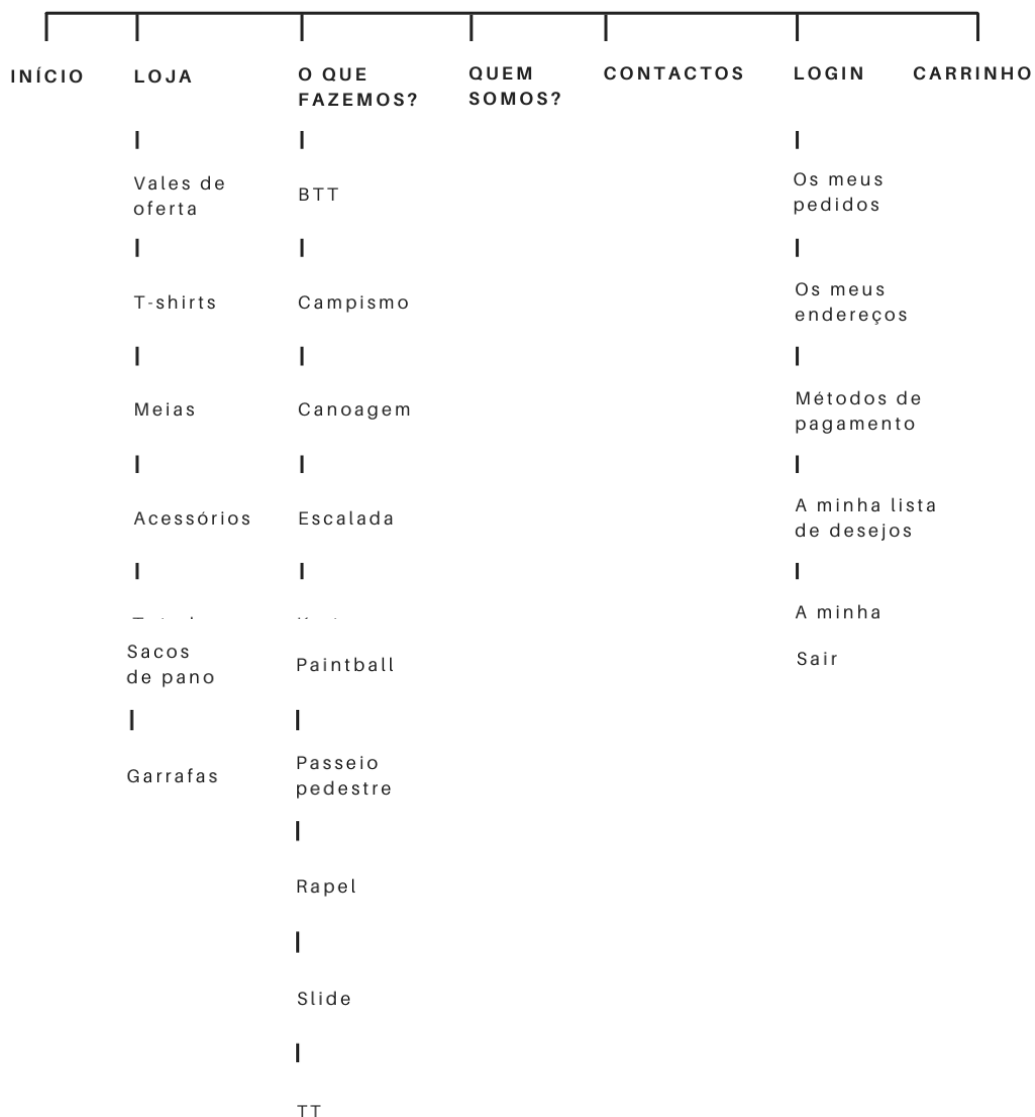 INÍCIO
LOJA
O QUE
FAZEMOS?
QUEM
SOMOS?
CONTACTOS
LOGIN
CARRINHO
Vales de
oferta
T-shirts
Meias
Acessórios
Sacos
de pano
Garrafas
BTT
Campismo
Canoagem
Escalada
Paintball
Passeio
pedestre
Rapel
Slide
TT
Os meus
pedidos
Os meus
endereços
Métodos de
pagamento
A minha lista
de desejos
A minha
Sair